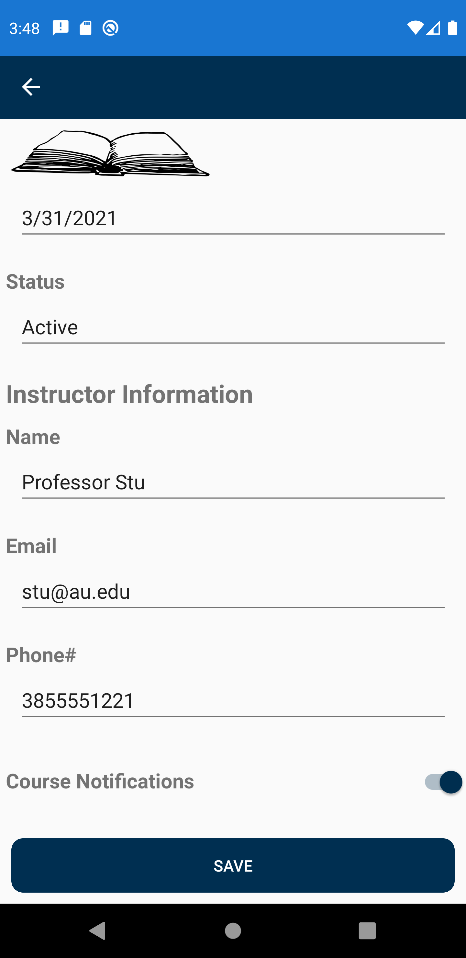 3:48
3/31/2021
Status
Active
Instructor Information
Name
Professor Stu
Email
stu@au.edu
Phone#
3855551221
Course Notifications
SAVE